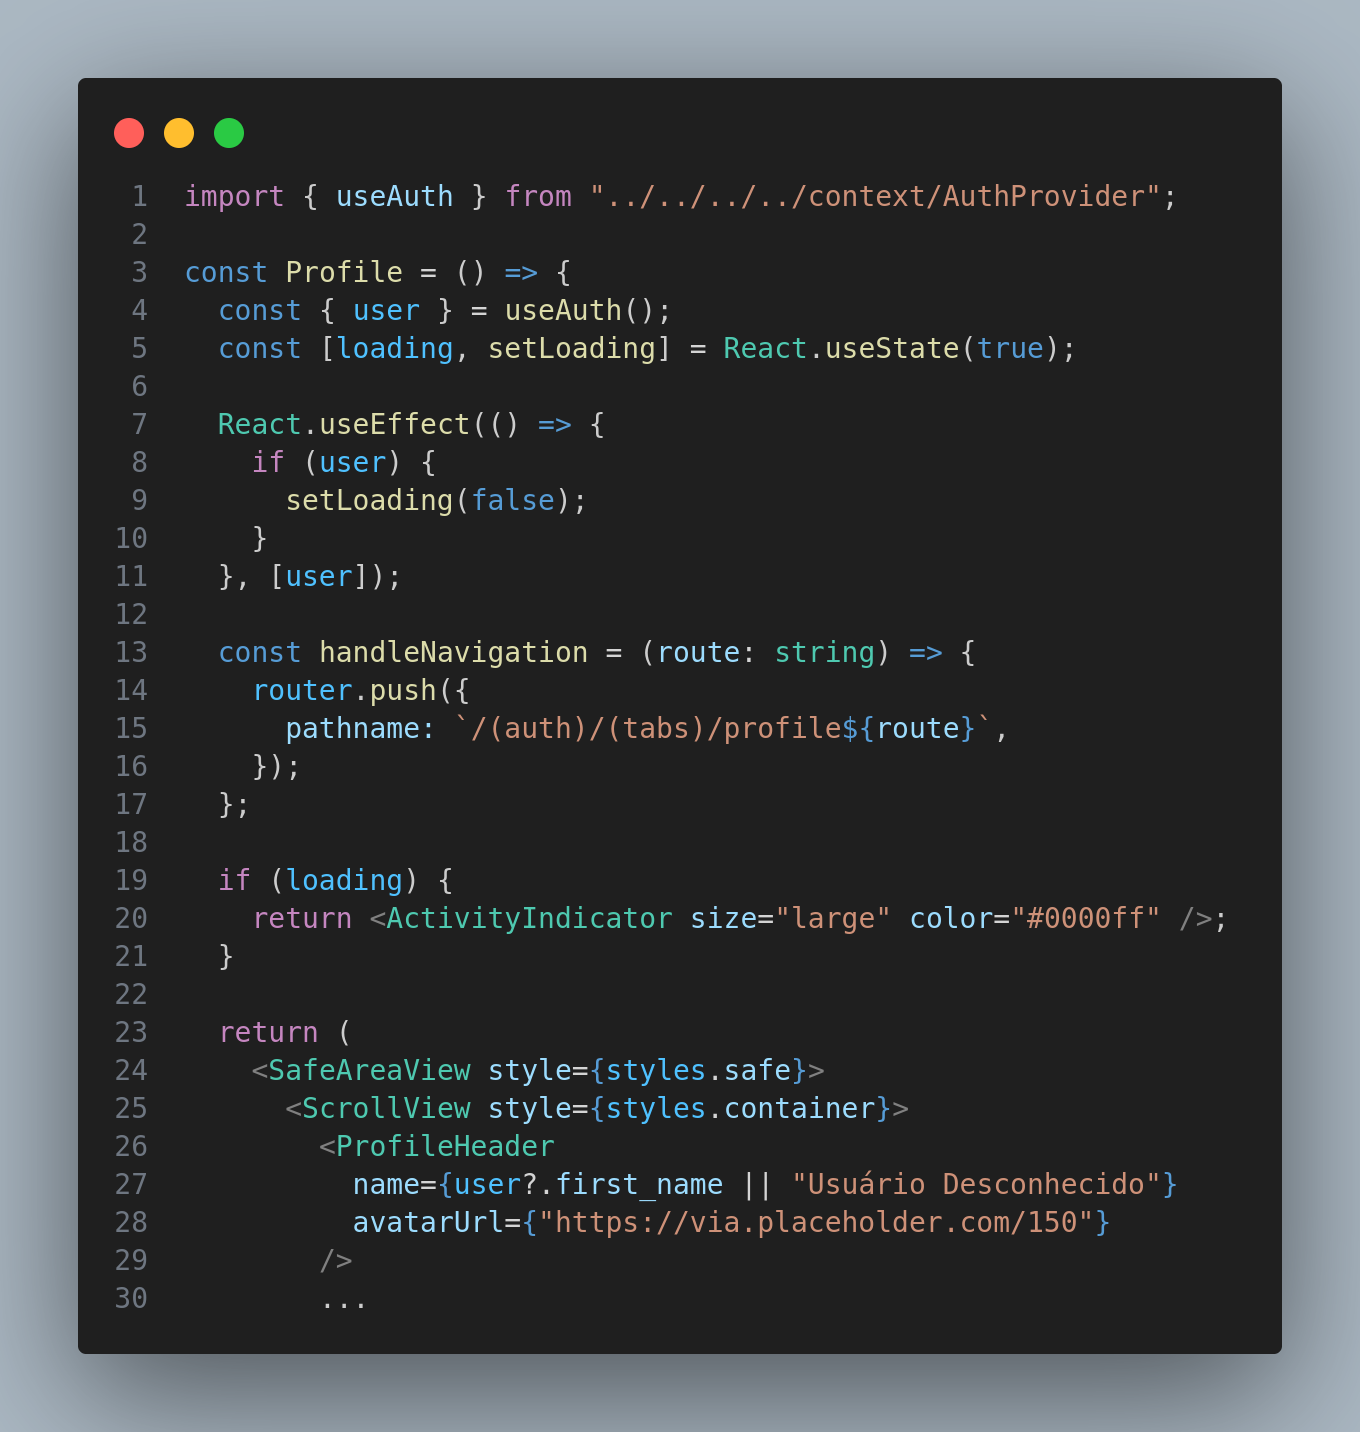 1 import { useAuth } from "../../../../context/AuthProvider";
2
3 const Profile = () => {
4   const { user } = useAuth();
5   const [loading, setLoading] = React.useState(true);
6
7   React.useEffect(() => {
8     if (user) {
9       setLoading(false);
10     }
11   }, [user]);
12
13   const handleNavigation = (route: string) => {
14     router.push({
15       pathname: `/(auth)/(tabs)/profile${route}`,
16     });
17   };
18
19   if (loading) {
20     return <ActivityIndicator size="large" color="#0000ff" />;
21   }
22
23   return (
24     <SafeAreaView style={styles.safe}>
25       <ScrollView style={styles.container}>
26         <ProfileHeader
27           name={user?.first_name || "Usuário Desconhecido"}
28           avatarUrl={"https://via.placeholder.com/150"}
29         />
30         ...